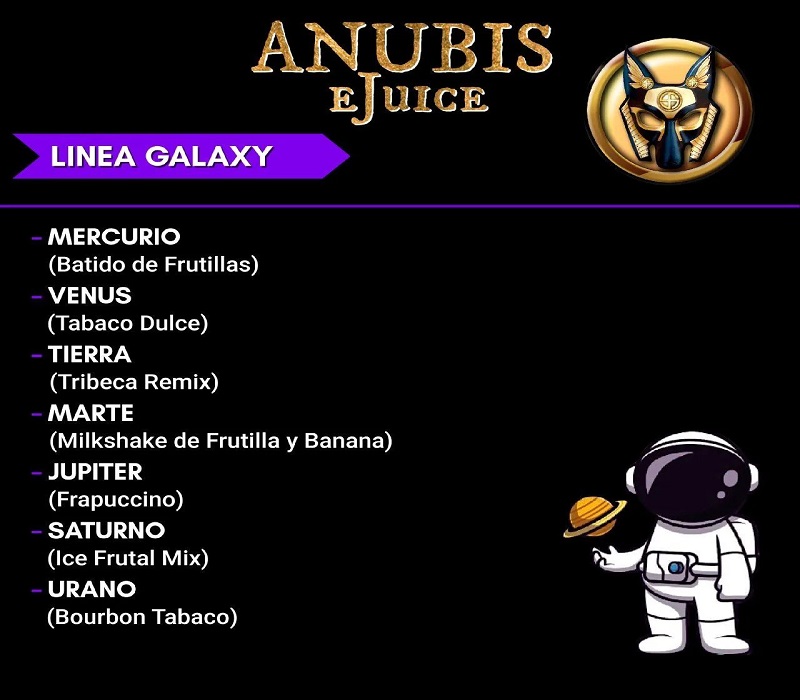 ANUBIS
EJUICE
LINEA GALAXY
– MERCURIO
(Batido de Frutillas)
– VENUS
(Tabaco Dulce)
– TIERRA
(Tribeca Remix)
– MARTE
(Milkshake de Frutilla y Banana)
– JUPITER
(Frapuccino)
– SATURNO
(Ice Frutal Mix)
– URANO
(Bourbon Tabaco)